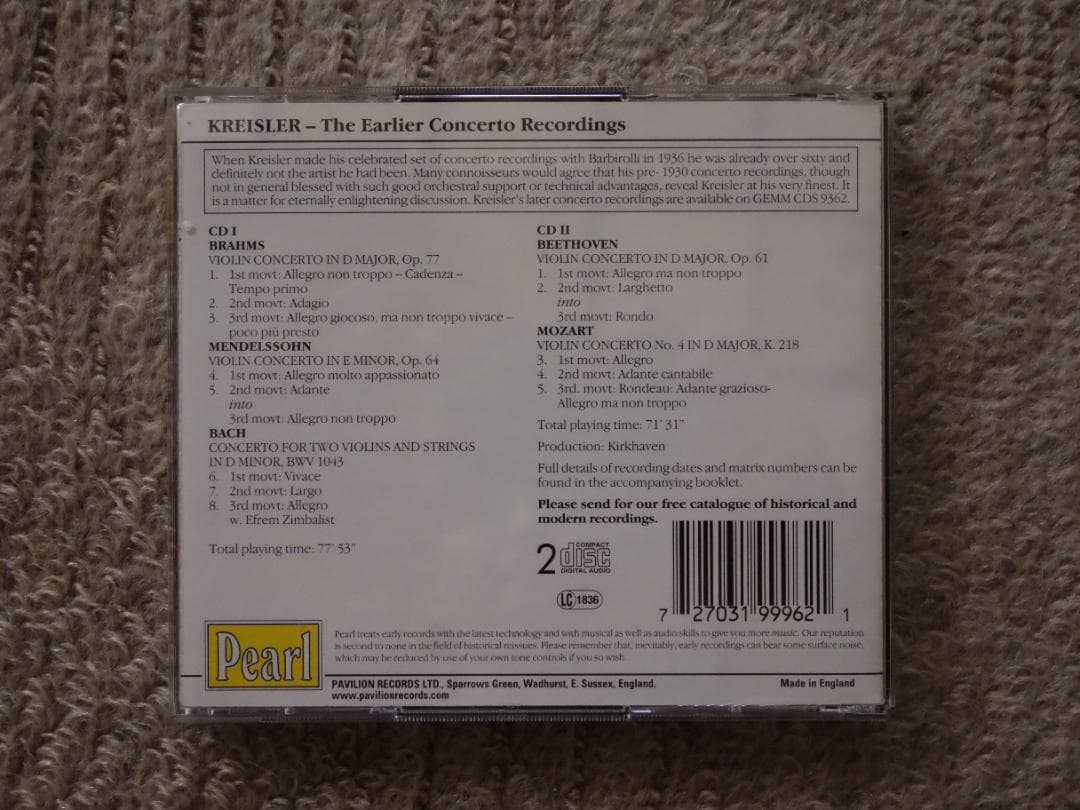 KREISLER – The Earlier Concerto Recordings
When Kreisler made his celebrated set of concerto recordings with Barbirolli in 1936 he was already over sixty and
definitely not the artist he had been. Many connoisseurs would agree that his pre- 1930 concerto recordings, though
not in general blessed with such good orchestral support or technical advantages, reveal Kreisler at his very finest. It
is a matter for eternally enlightening discussion. Kreisler's later concerto recordings are available on GEMM CDS 9362.
CD I
BRAHMS
VIOLIN CONCERTO IN D MAJOR, Op. 77
1. 1st movt: Allegro non troppo – Cadenza –
Tempo primo
2. 2nd movt: Adagio
3. 3rd movt: Allegro giocoso, ma non troppo vivace –
poco più presto
MENDELSSOHN
VIOLIN CONCERTO IN E MINOR, Op. 64
4. 1st movt: Allegro molto appassionato
5. 2nd movt: Adante
into
3rd movt: Allegro non troppo
BACH
CONCERTO FOR TWO VIOLINS AND STRINGS
IN D MINOR, BWV 1043
6. 1st movt: Vivace
7. 2nd movt: Largo
8. 3rd movt: Allegro
w. Efrem Zimbalist
Total playing time: 77' 53"
CD II
BEETHOVEN
VIOLIN CONCERTO IN D MAJOR, Op. 61
1. 1st movt: Allegro ma non troppo
2. 2nd movt: Larghetto
into
3rd movt: Rondo
MOZART
VIOLIN CONCERTO No. 4 IN D MAJOR, K. 218
3. 1st movt: Allegro
4. 2nd movt: Adante cantabile
5. 3rd. movt: Rondeau: Adante grazioso-
Allegro ma non troppo
Total playing time: 71' 31"
Production: Kirkhaven
Full details of recording dates and matrix numbers can be
found in the accompanying booklet.
Please send for our free catalogue of historical and
modern recordings.
2 COMPACT
disc
DIGITAL AUDIO
LC 1836
7 27031 99962 1
Pearl
Pearl treats early records with the latest technology and with musical as well as audio skills to give you more music. Our reputation
is second to none in the field of historical reissues. Please remember that, inevitably, early recordings can bear some surface noise,
which may be reduced by use of your own tone controls if you so wish.
PAVILION RECORDS LTD., Sparrows Green, Wadhurst, E. Sussex, England.
www.pavilionrecords.com
Made in England